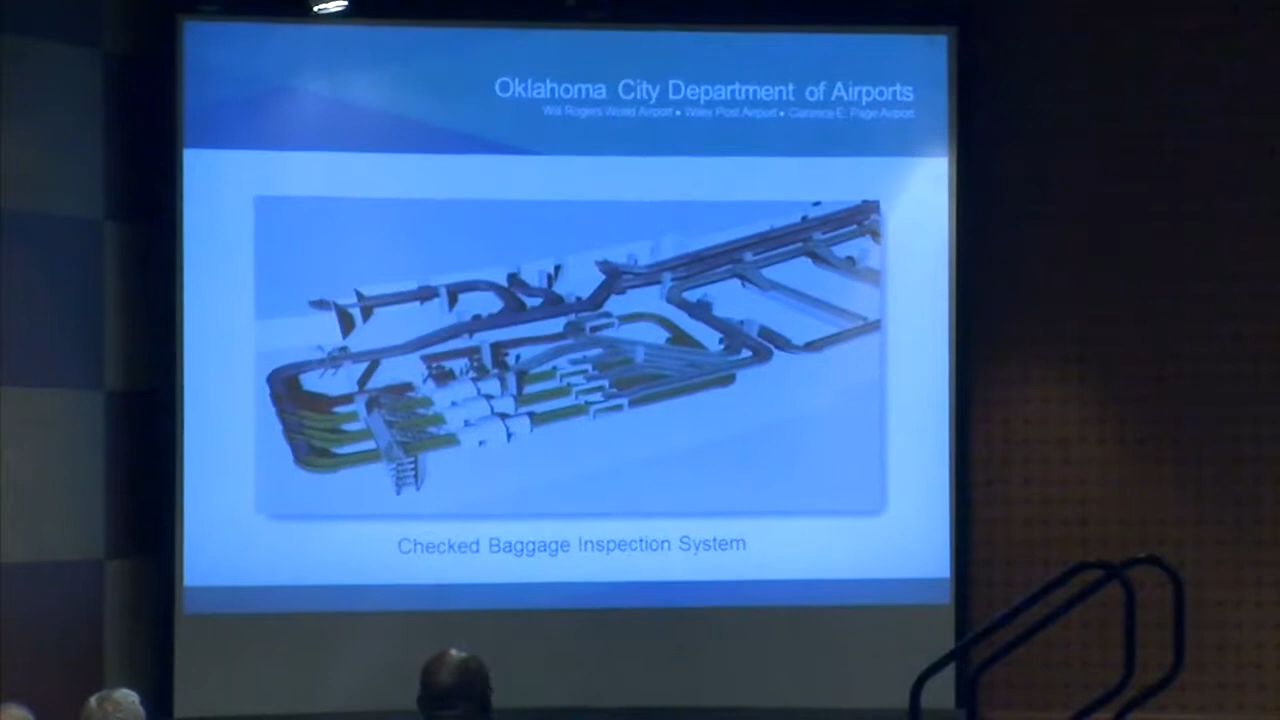 Oklahoma City Department of Airports
Will Rogers World Airport • Wiley Post Airport • Clarence E. Page Airport
Checked Baggage Inspection System